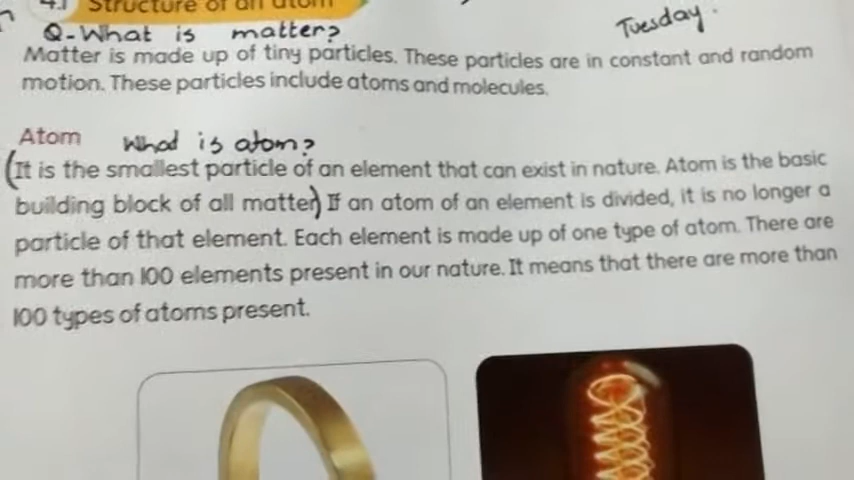 4.1 Structure of an atom
Q-What is matter?
Tuesday.
Matter is made up of tiny particles. These particles are in constant and random
motion. These particles include atoms and molecules.
Atom What is atom?
(It is the smallest particle of an element that can exist in nature. Atom is the basic
building block of all matter) If an atom of an element is divided, it is no longer a
particle of that element. Each element is made up of one type of atom. There are
more than 100 elements present in our nature. It means that there are more than
100 types of atoms present.